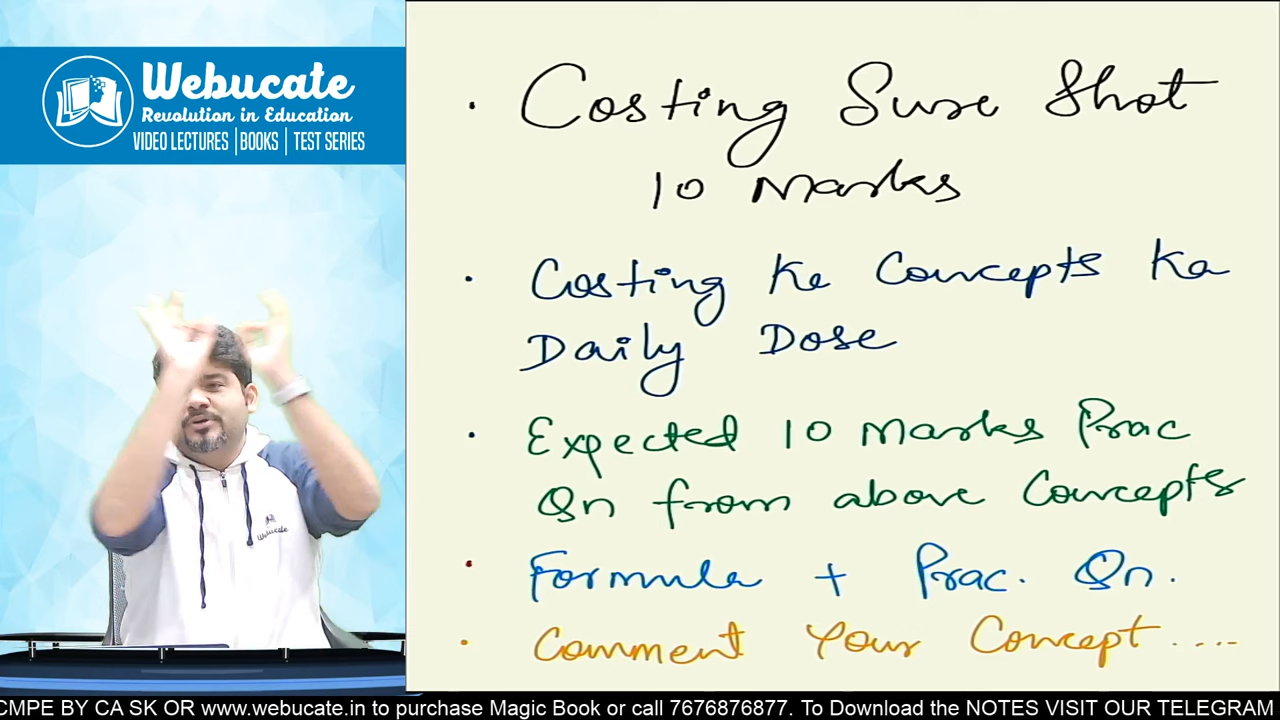 Webucate
Revolution in Education
VIDEO LECTURES | BOOKS | TEST SERIES
· Costing Sure Shot
10 Marks
· Costing Ke Concepts Ka
Daily Dose
· Expected 10 Marks Prac
Qn from above Concepts
· Formula + Prac. Qn.
· Comment Your Concept....
Webucate
CMPE BY CA SK OR www.webucate.in to purchase Magic Book or call 7676876877. To Download the NOTES VISIT OUR TELEGRAM